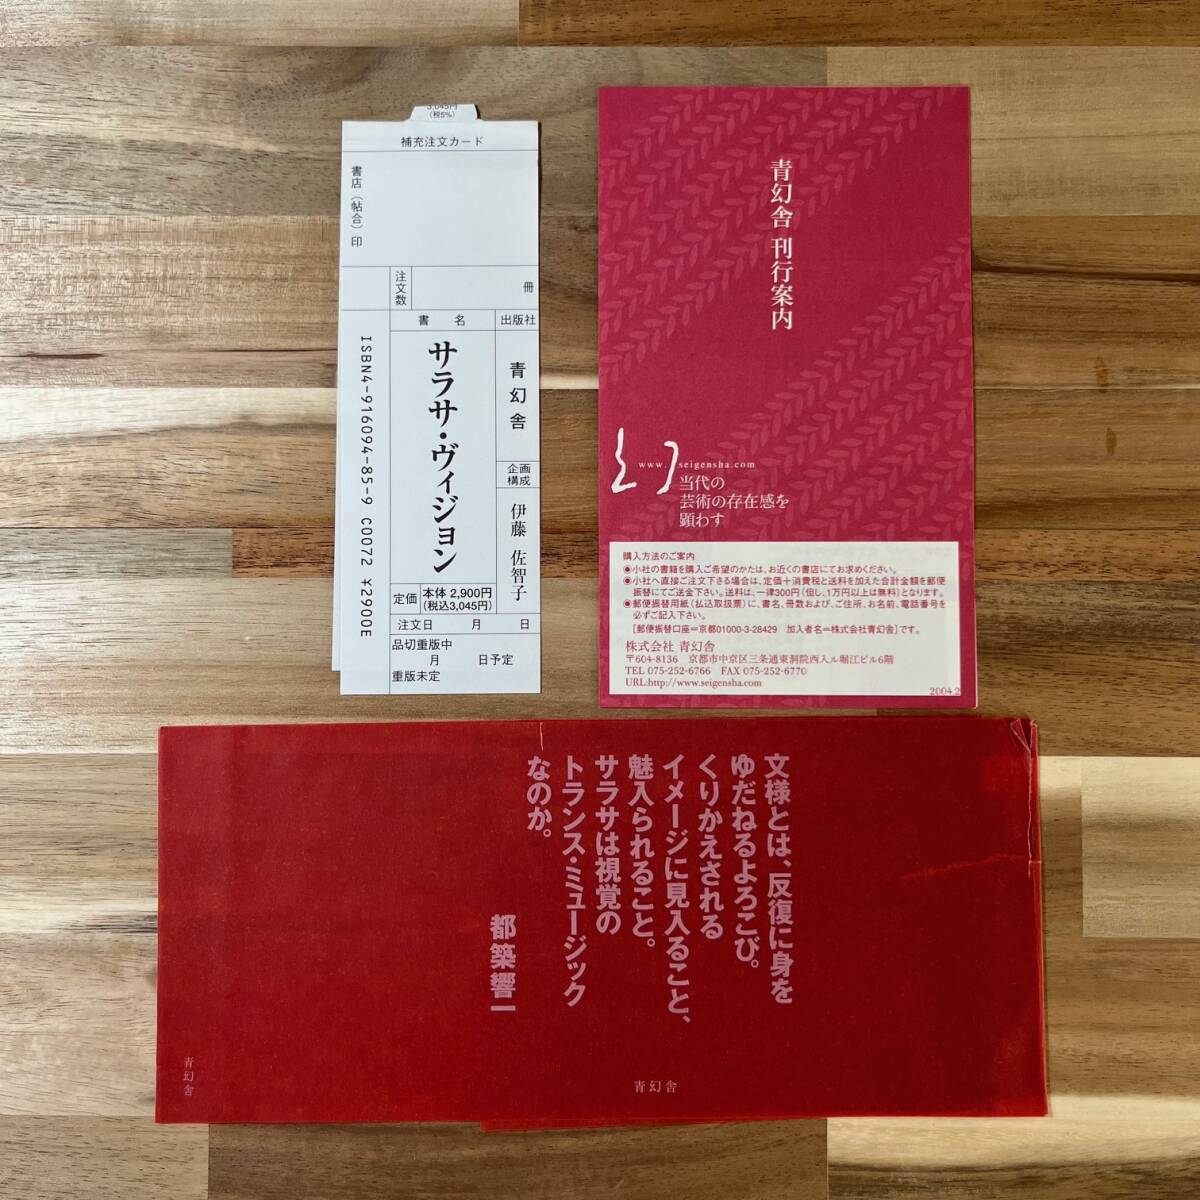 3,045円
(税5%)
補充注文カード
書店(帖合)印
注文数
冊
書名
出版社
サラサ・ヴィジョン
青幻舎
企画
構成
伊藤 佐智子
ISBN4-916094-85-9 C0072 ¥2900E
定価
本体 2,900円
(税込3,045円)
注文日 月 日
品切重版中
月 日予定
重版未定
青幻舎 刊行案内
www. seigensha.com
当代の
芸術の存在感を
顕わす
購入方法のご案内
●小社の書籍を購入ご希望のかたは、お近くの書店にてお求めください。
●小社へ直接ご注文下さる場合は、定価+消費税と送料を加えた合計金額を郵便
振替にてご送金下さい。送料は、一律300円(但し、1万円以上は無料)となります。
●郵便振替用紙(払込取扱票)に、書名、冊数および、ご住所、お名前、電話番号を
必ずご記入下さい。
[郵便振替口座=京都01000-3-28429 加入者名=株式会社青幻舎]です。
株式会社 青幻舎
〒604-8136 京都市中京区三条通東洞院西入ル堀江ビル6階
TEL 075-252-6766 FAX 075-252-6770
URL:http://www.seigensha.com
2004.2
文様とは、反復に身を
ゆだねるよろこび。
くりかえされる
イメージに見入ること、
魅入られること。
サラサは視覚の
トランス・ミュージック
なのか。
都築響一
青幻舎
青幻舎